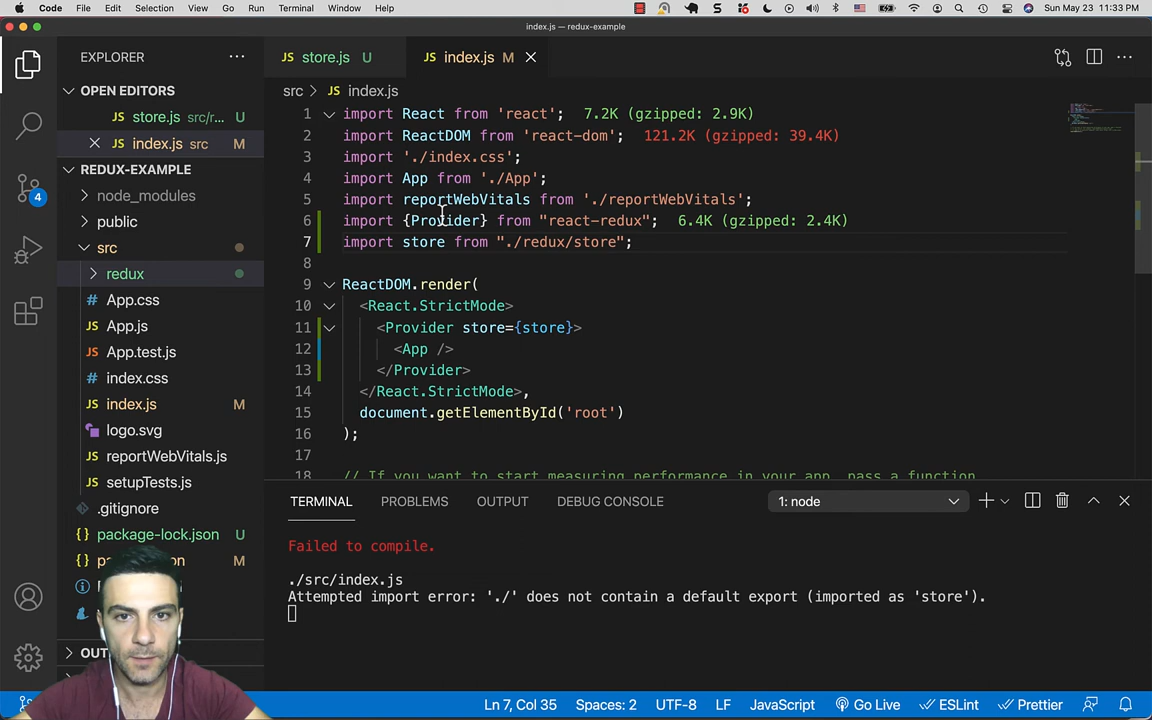 Code File Edit Selection View Go Run Terminal Window Help Sun May 23 11:33 PM
index.js — redux-example
EXPLORER
JS store.js U
JS index.js M
src > JS index.js
OPEN EDITORS
JS store.js src/r... U
JS index.js src M
REDUX-EXAMPLE
node_modules
public
src
redux
# App.css
JS App.js
JS App.test.js
# index.css
JS index.js M
logo.svg
JS reportWebVitals.js
JS setupTests.js
.gitignore
{} package-lock.json U
M
4
1 import React from 'react'; 7.2K (gzipped: 2.9K)
2 import ReactDOM from 'react-dom'; 121.2K (gzipped: 39.4K)
3 import './index.css';
4 import App from './App';
5 import reportWebVitals from './reportWebVitals';
6 import {Provider} from "react-redux"; 6.4K (gzipped: 2.4K)
7 import store from "./redux/store";
8
9 ReactDOM.render(
10 <React.StrictMode>
11 <Provider store={store}>
12 <App />
13 </Provider>
14 </React.StrictMode>,
15 document.getElementById('root')
16 );
17
18 // If you want to start measuring performance in your app, pass a function
TERMINAL PROBLEMS OUTPUT DEBUG CONSOLE 1: node
Failed to compile.
./src/index.js
Attempted import error: './' does not contain a default export (imported as 'store').
Ln 7, Col 35 Spaces: 2 UTF-8 LF JavaScript Go Live ESLint Prettier